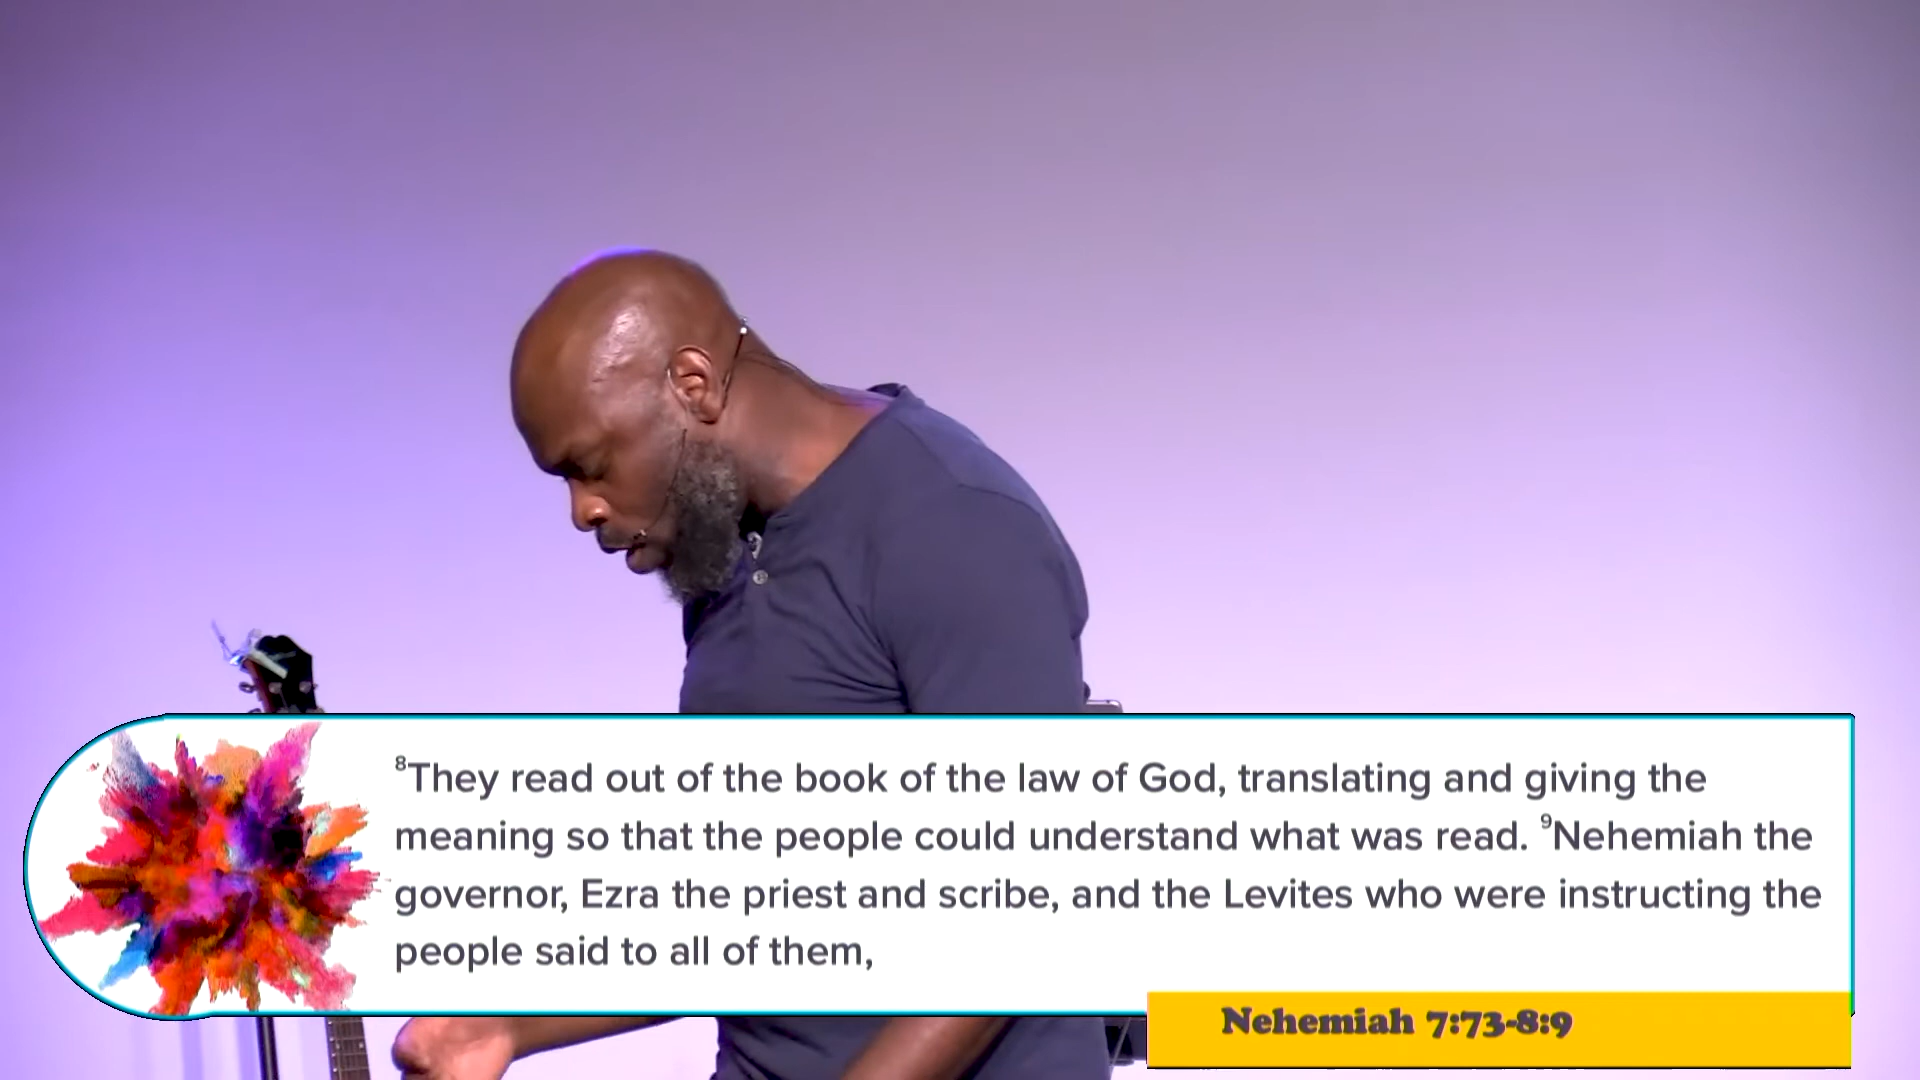 ⁸They read out of the book of the law of God, translating and giving the
meaning so that the people could understand what was read. ⁹Nehemiah the
governor, Ezra the priest and scribe, and the Levites who were instructing the
people said to all of them,
Nehemiah 7:73-8:9